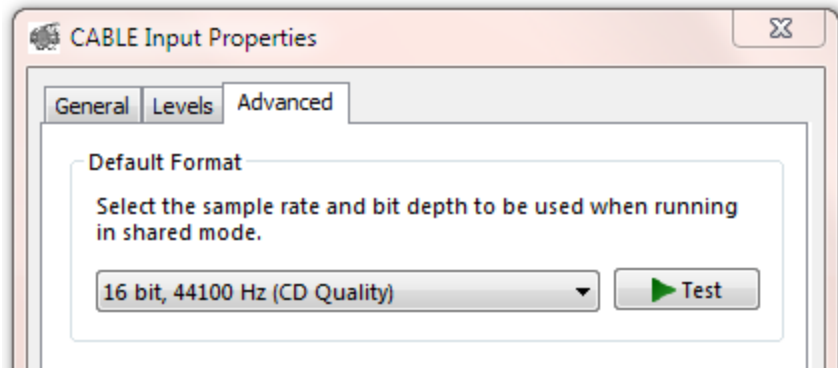 CABLE Input Properties
General Levels Advanced
Default Format
Select the sample rate and bit depth to be used when running
in shared mode.
16 bit, 44100 Hz (CD Quality)
Test